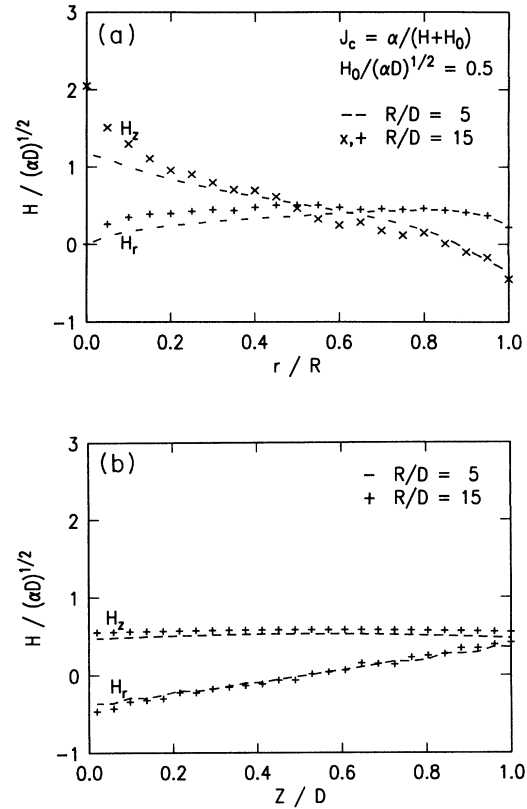 (a)
J_c = α/(H+H_0)
H_0/(αD)^{1/2} = 0.5
-- R/D = 5
x,+ R/D = 15
H_z
H_r
3
2
1
0
-1
H / (αD)^{1/2}
0.0 0.2 0.4 0.6 0.8 1.0
r / R
(b)
— R/D = 5
+ R/D = 15
H_z
H_r
3
2
1
0
-1
H / (αD)^{1/2}
0.0 0.2 0.4 0.6 0.8 1.0
Z / D